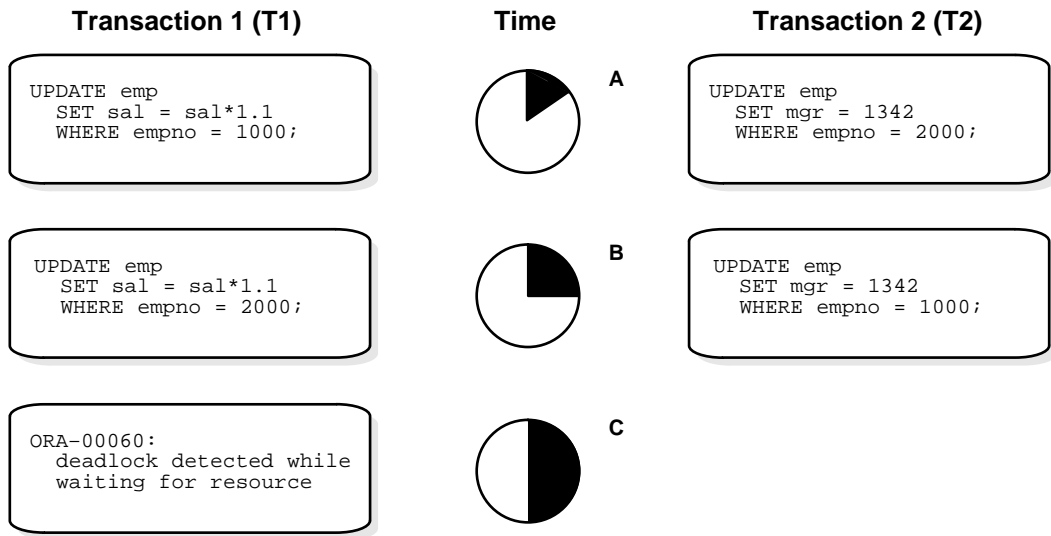 Transaction 1 (T1)
Time
Transaction 2 (T2)
UPDATE emp
SET sal = sal*1.1
WHERE empno = 1000;
A
UPDATE emp
SET mgr = 1342
WHERE empno = 2000;
UPDATE emp
SET sal = sal*1.1
WHERE empno = 2000;
B
UPDATE emp
SET mgr = 1342
WHERE empno = 1000;
ORA–00060:
deadlock detected while
waiting for resource
C